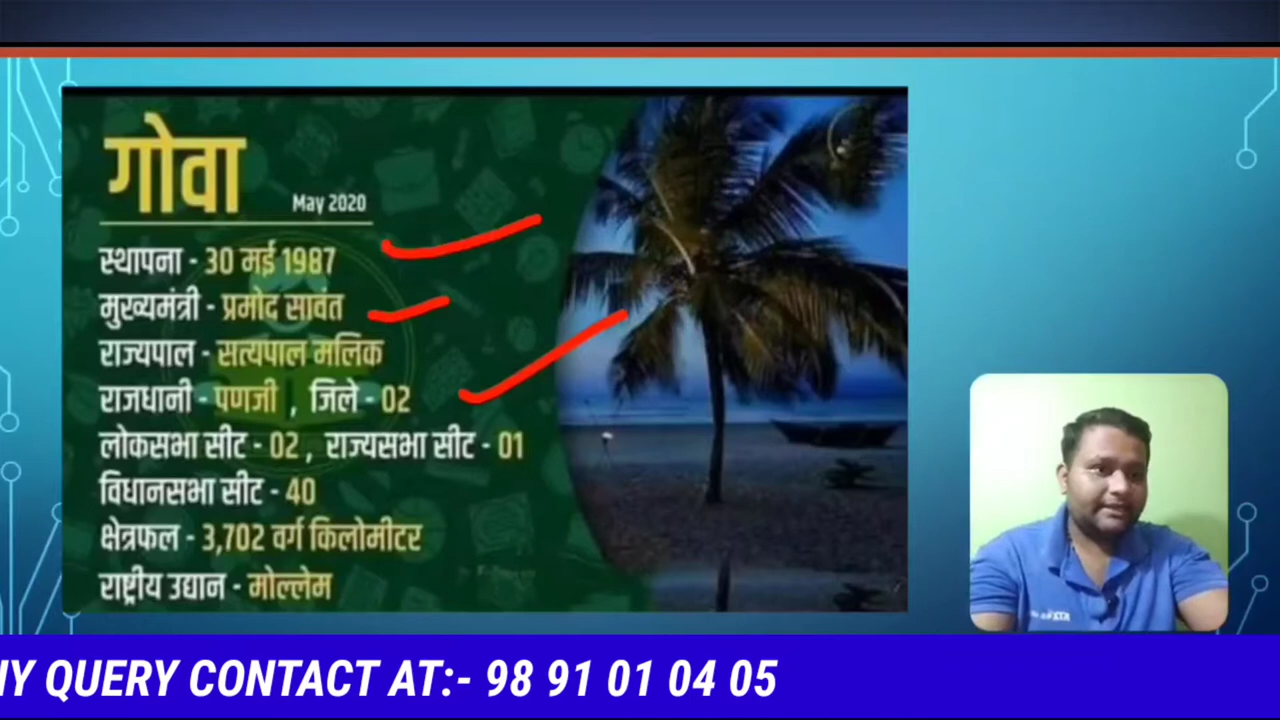 गोवा
May 2020
स्थापना - 30 मई 1987
मुख्यमंत्री - प्रमोद सावंत
राज्यपाल - सत्यपाल मलिक
राजधानी - पणजी , जिले - 02
लोकसभा सीट - 02 , राज्यसभा सीट - 01
विधानसभा सीट - 40
क्षेत्रफल - 3,702 वर्ग किलोमीटर
राष्ट्रीय उद्यान - मोल्लेम
NY QUERY CONTACT AT:- 98 91 01 04 05